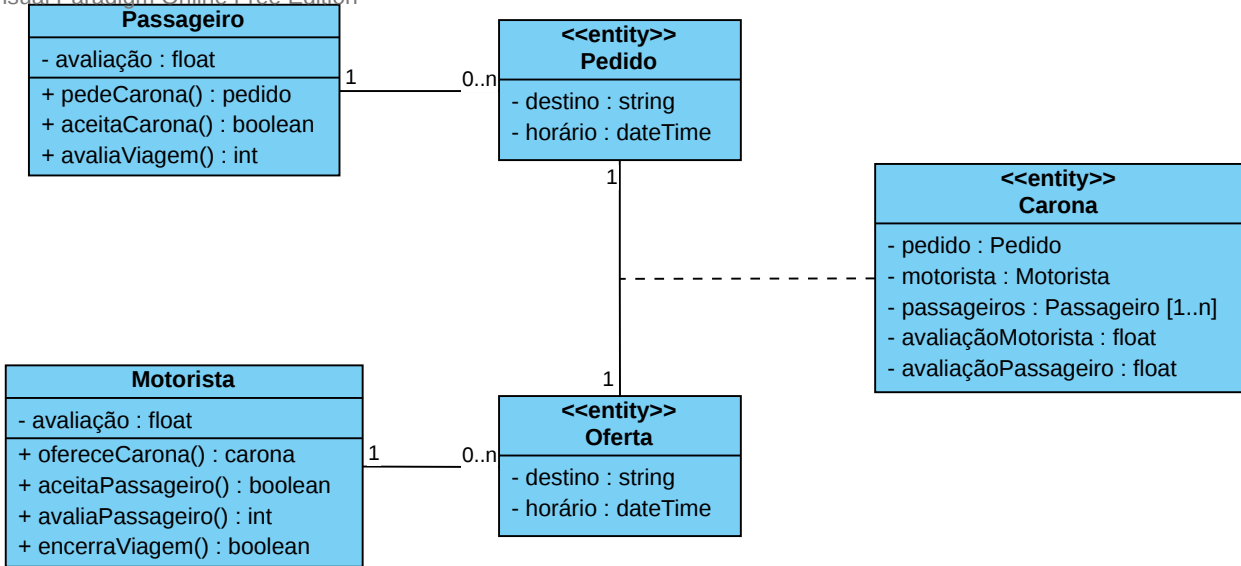 Passageiro
- avaliação : float
+ pedeCarona() : pedido
+ aceitaCarona() : boolean
+ avaliaViagem() : int
1
0..n
<<entity>>
Pedido
- destino : string
- horário : dateTime
1
<<entity>>
Carona
- pedido : Pedido
- motorista : Motorista
- passageiros : Passageiro [1..n]
- avaliaçãoMotorista : float
- avaliaçãoPassageiro : float
Motorista
- avaliação : float
+ ofereceCarona() : carona
+ aceitaPassageiro() : boolean
+ avaliaPassageiro() : int
+ encerraViagem() : boolean
1
0..n
1
<<entity>>
Oferta
- destino : string
- horário : dateTime